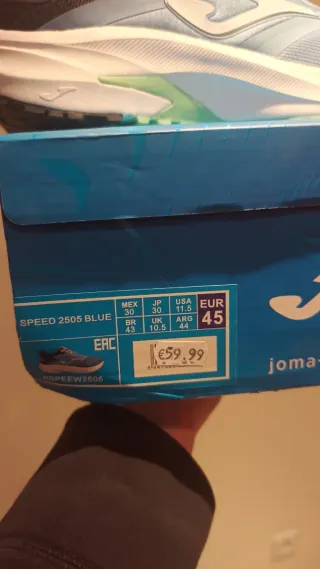 SPEED 2505 BLUE
MEX 30
JP 30
USA 11.5
EUR 45
BR 43
UK 10.5
ARG 44
EAC
€59.99
RSPEEW2505
joma-